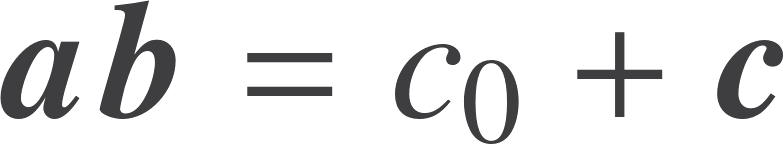 ab = c₀ + c